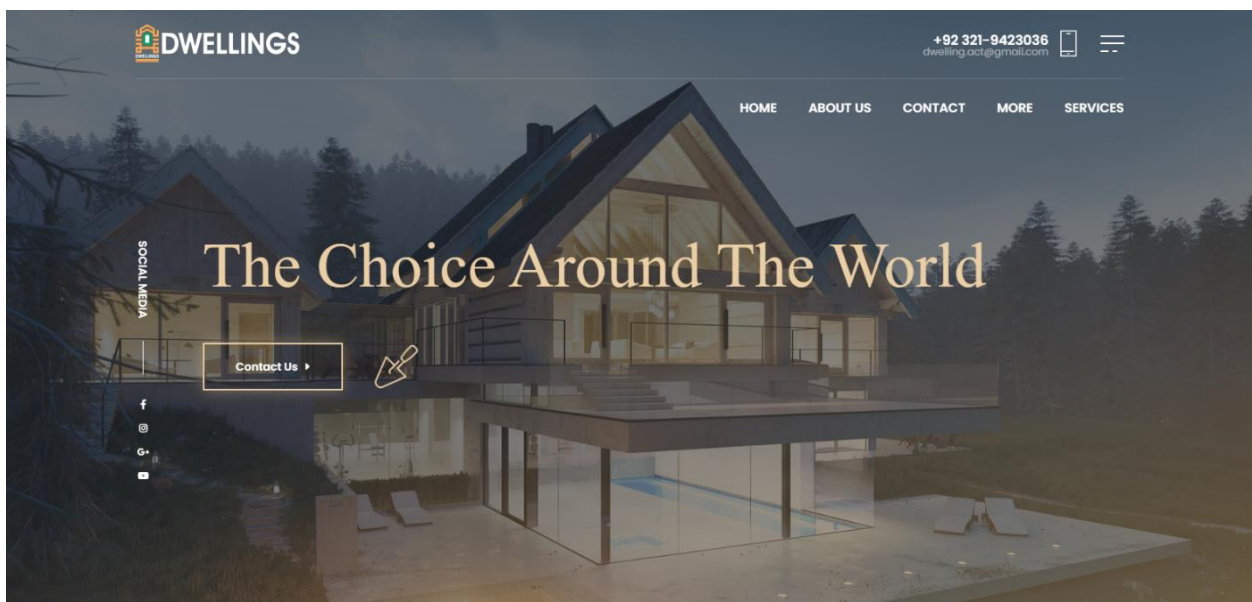 DWELLINGS
DWELLINGS
+92 321-9423036
dwelling.act@gmail.com
HOME ABOUT US CONTACT MORE SERVICES
SOCIAL MEDIA
The Choice Around The World
Contact Us
G+